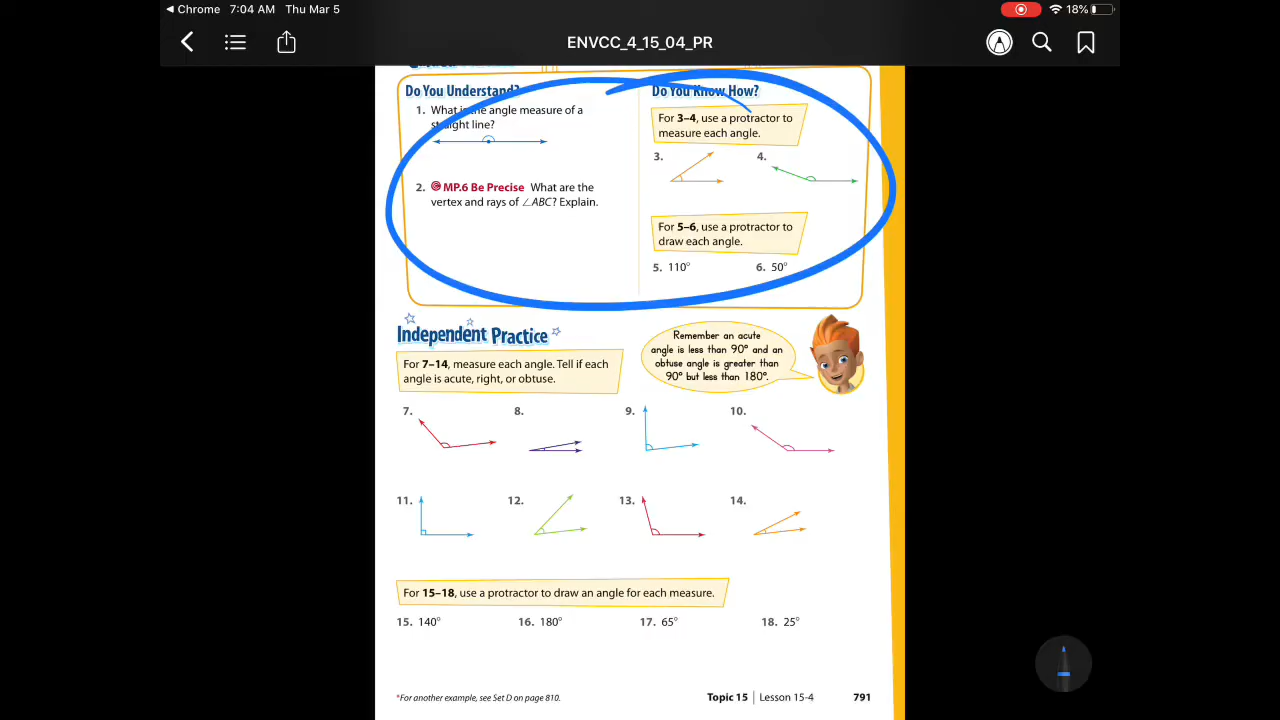 Chrome 7:04 AM Thu Mar 5
18%
ENVCC_4_15_04_PR
Do You Understand?
1. What is the angle measure of a
straight line?
2. MP.6 Be Precise What are the
vertex and rays of ∠ABC? Explain.
Do You Know How?
For 3–4, use a protractor to
measure each angle.
3. 4.
For 5–6, use a protractor to
draw each angle.
5. 110° 6. 50°
Independent Practice
For 7–14, measure each angle. Tell if each
angle is acute, right, or obtuse.
Remember an acute
angle is less than 90° and an
obtuse angle is greater than
90° but less than 180°.
7. 8. 9. 10.
11. 12. 13. 14.
For 15–18, use a protractor to draw an angle for each measure.
15. 140° 16. 180° 17. 65° 18. 25°
*For another example, see Set D on page 810.
Topic 15 | Lesson 15-4 791